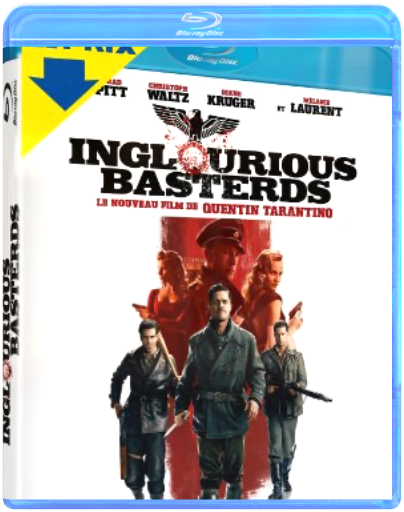 Blu-ray Disc
Blu-ray Disc
PRIX
PITT
CHRISTOPH
WALTZ
DIANE
KRUGER
ET
MÉLANIE
LAURENT
INGLOURIOUS
BASTERDS
LE NOUVEAU FILM DE QUENTIN TARANTINO
INGLOURIOUS
BASTERDS